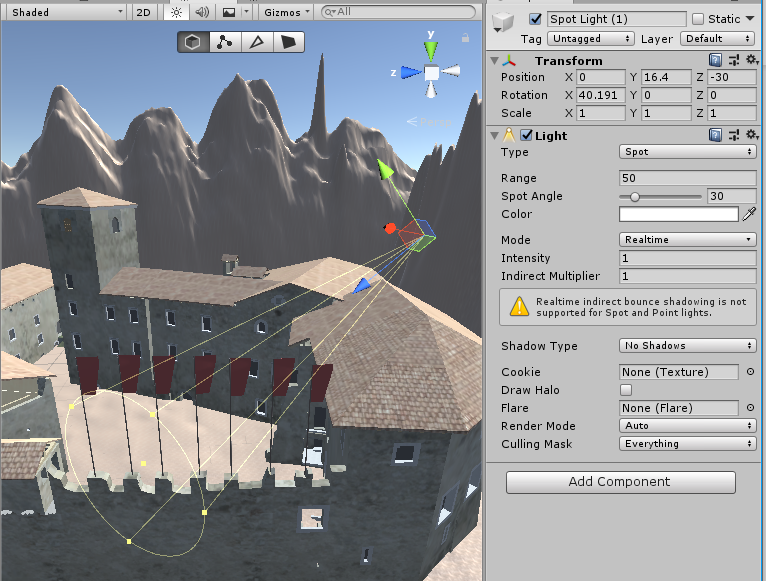 Shaded 2D Gizmos All
Spot Light (1) Static
Tag Untagged Layer Default
Transform
Position X 0 Y 16.4 Z -30
Rotation X 40.191 Y 0 Z 0
Scale X 1 Y 1 Z 1
Light
Type Spot
Range 50
Spot Angle 30
Color
Mode Realtime
Intensity 1
Indirect Multiplier 1
Realtime indirect bounce shadowing is not
supported for Spot and Point lights.
Shadow Type No Shadows
Cookie None (Texture)
Draw Halo
Flare None (Flare)
Render Mode Auto
Culling Mask Everything
Add Component
y
z